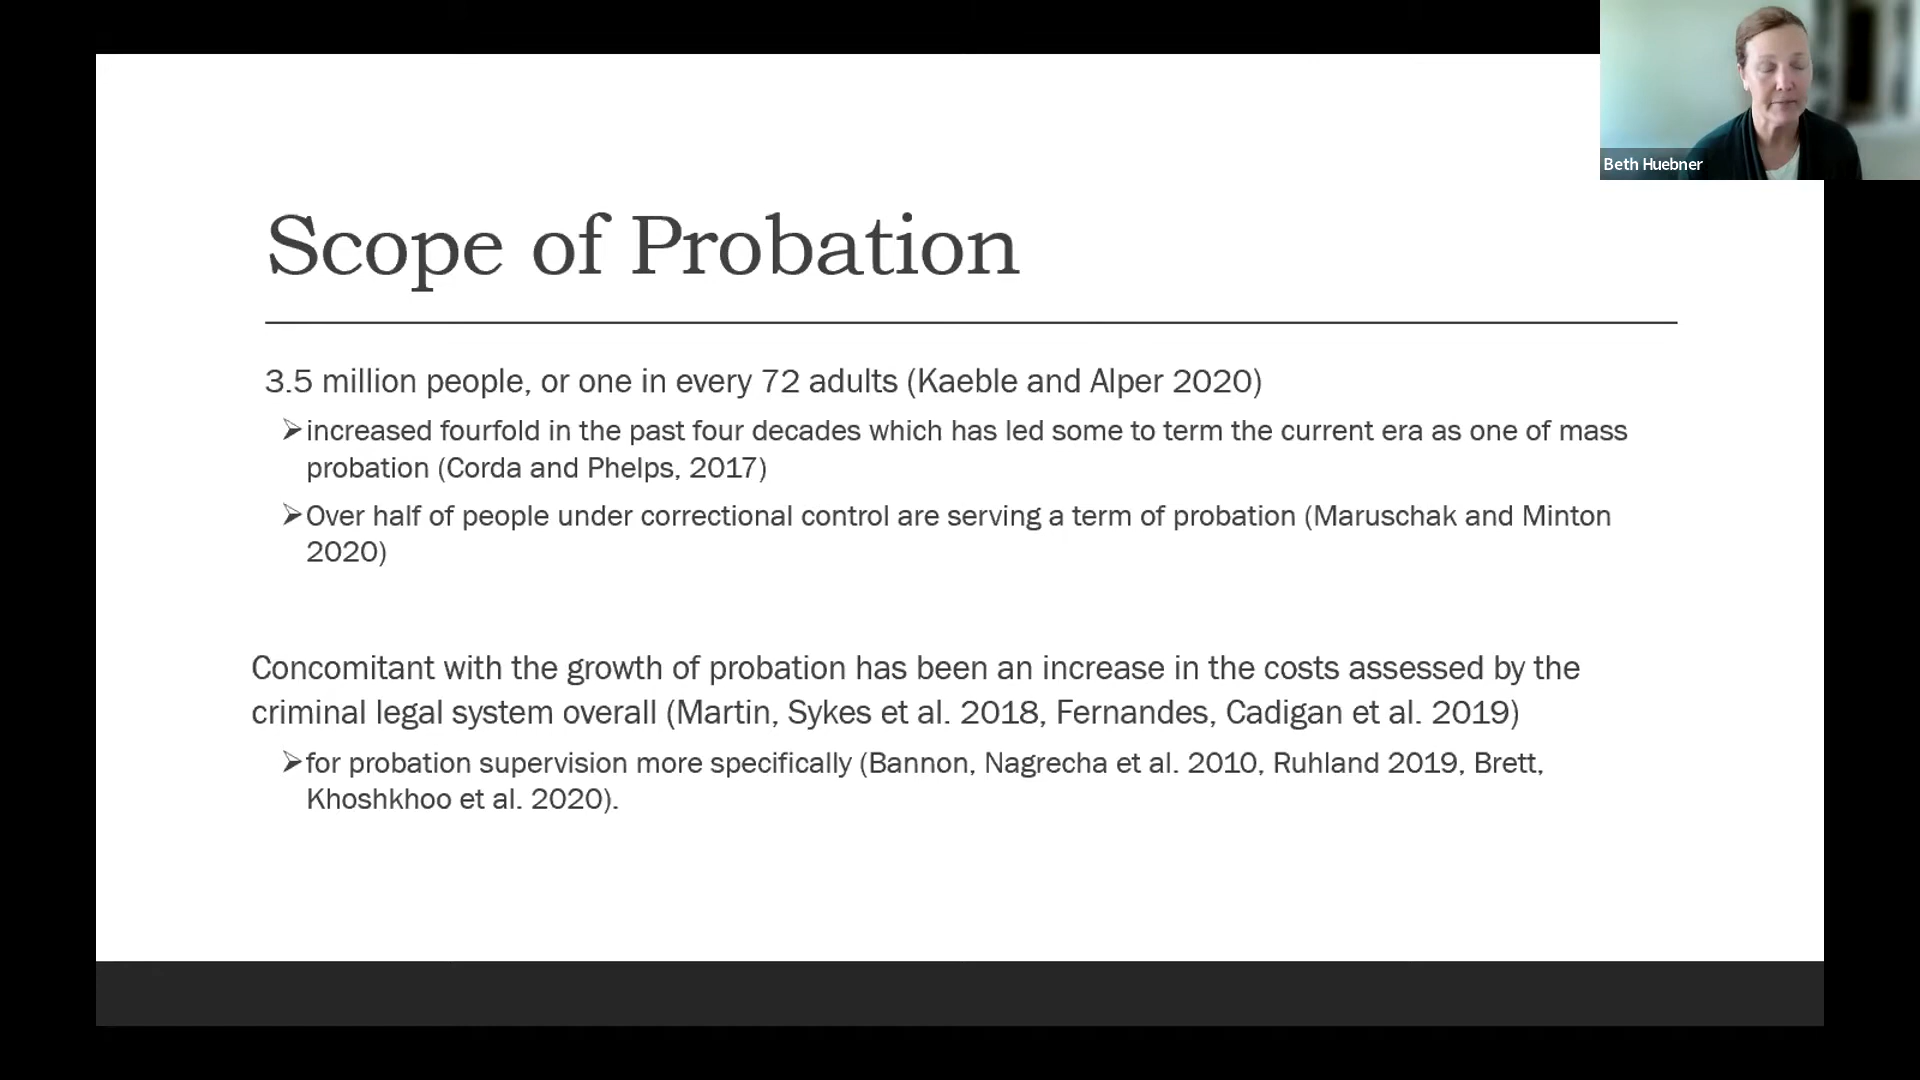 Beth Huebner
Scope of Probation
3.5 million people, or one in every 72 adults (Kaeble and Alper 2020)
➢increased fourfold in the past four decades which has led some to term the current era as one of mass
probation (Corda and Phelps, 2017)
➢Over half of people under correctional control are serving a term of probation (Maruschak and Minton
2020)
Concomitant with the growth of probation has been an increase in the costs assessed by the
criminal legal system overall (Martin, Sykes et al. 2018, Fernandes, Cadigan et al. 2019)
➢for probation supervision more specifically (Bannon, Nagrecha et al. 2010, Ruhland 2019, Brett,
Khoshkhoo et al. 2020).